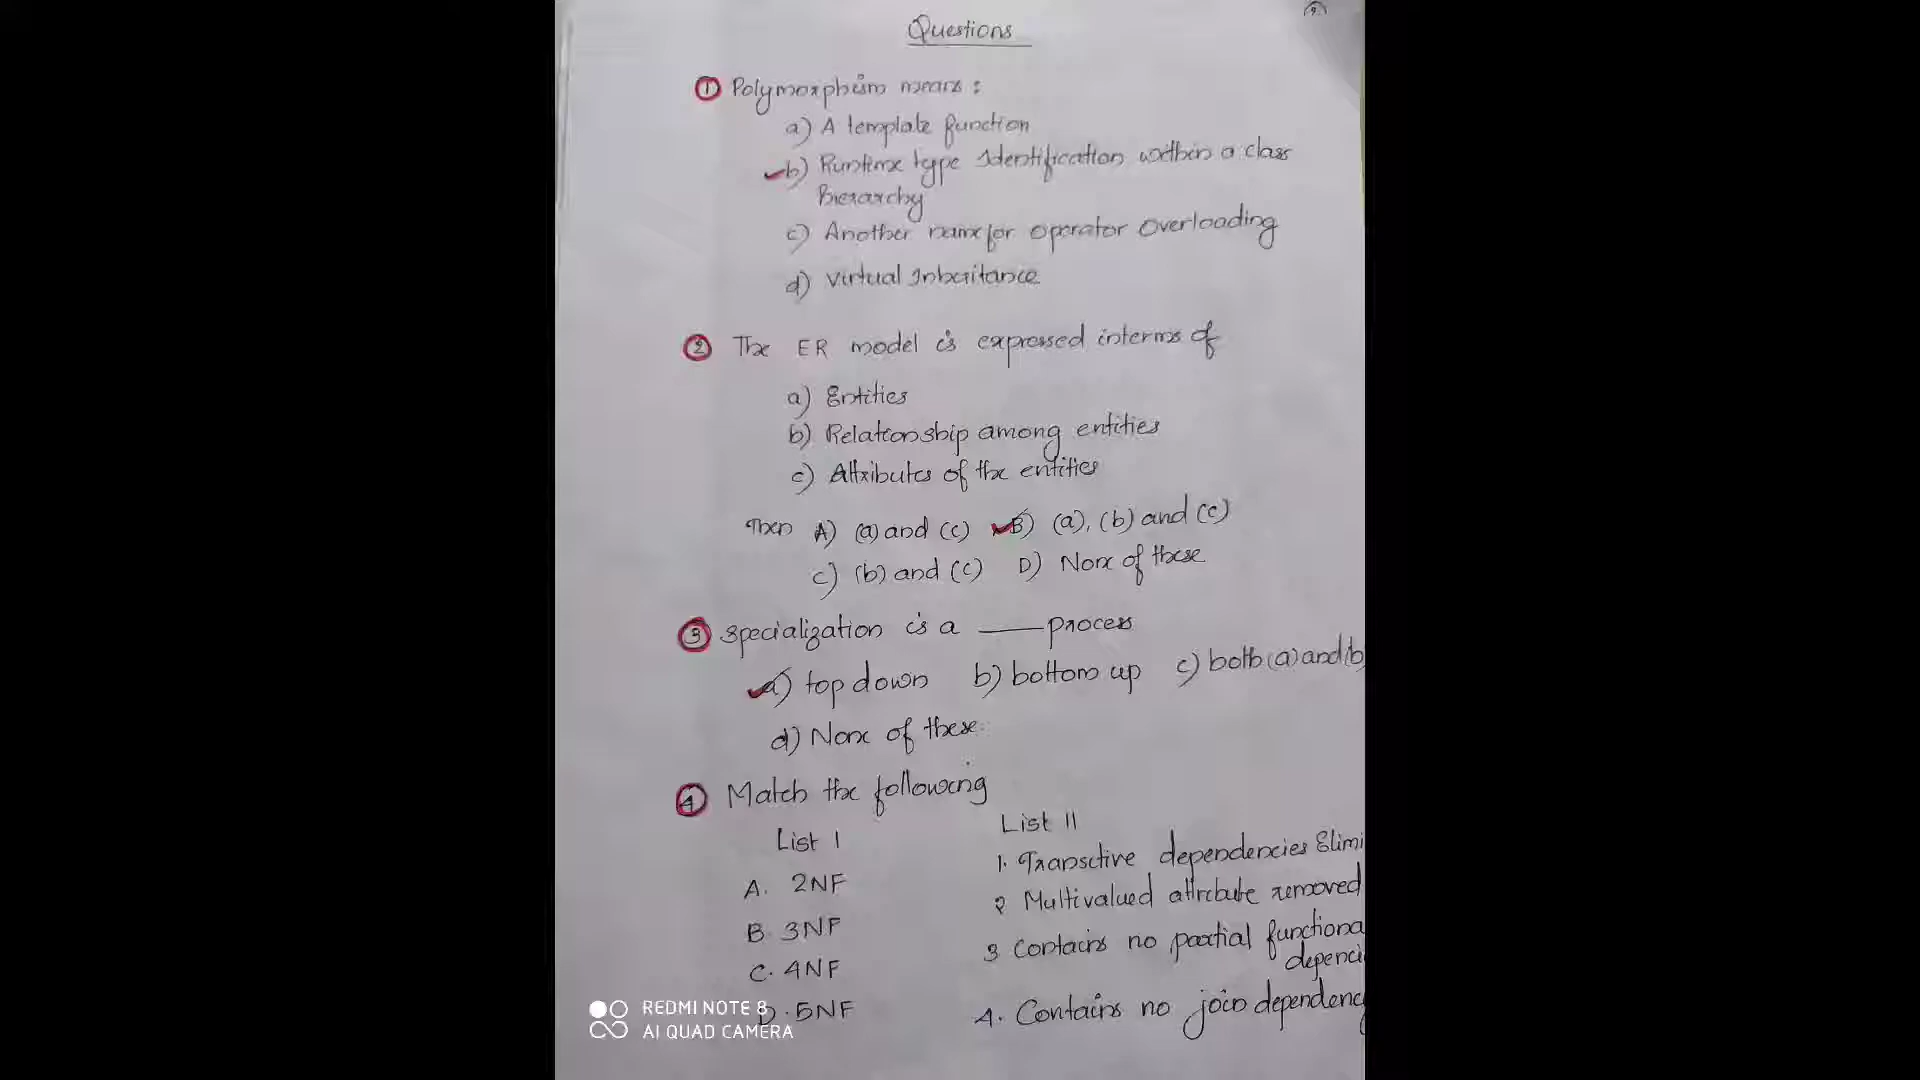 Questions
① Polymorphism means:
a) A template function
b) Runtime type Identification within a class
hierarchy
c) Another name for operator overloading
d) Virtual Inheritance
② The ER model is expressed interms of
a) Entities
b) Relationship among entities
c) Attributes of the entities
Then A) (a) and (c) B) (a), (b) and (c)
C) (b) and (c) D) None of these
③ Specialization is a ___ process
a) top down b) bottom up c) both (a) and (b
d) None of these.
④ Match the following
List I List II
A. 2NF 1. Transitive dependencies Elimi
B. 3NF 2 Multivalued attribute removed
C. 4NF 3 Contains no partial functiona
depenci
D. 5NF 4. Contains no join dependenc
REDMI NOTE 8
AI QUAD CAMERA